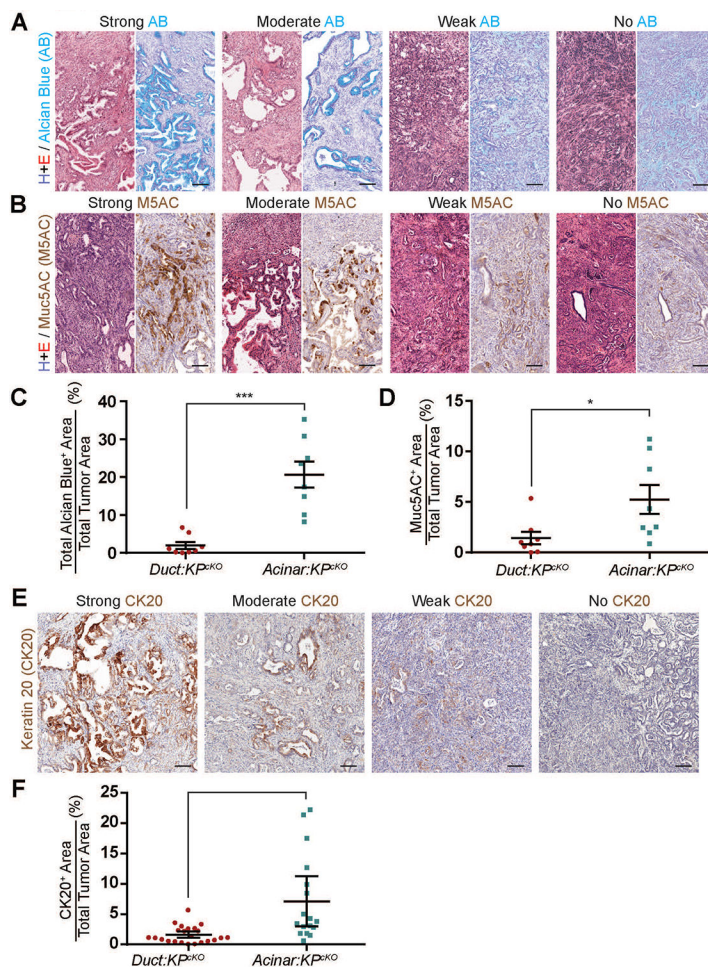 A
Strong AB
Moderate AB
Weak AB
No AB
H+E / Alcian Blue (AB)
B
Strong M5AC
Moderate M5AC
Weak M5AC
No M5AC
H+E / Muc5AC (M5AC)
C
Total Alcian Blue⁺ Area
Total Tumor Area
(%)
40
30
20
10
0
***
Duct:KPᶜᴷᴼ
Acinar:KPᶜᴷᴼ
D
Muc5AC⁺ Area
Total Tumor Area
(%)
15
10
5
0
*
Duct:KPᶜᴷᴼ
Acinar:KPᶜᴷᴼ
E
Strong CK20
Moderate CK20
Weak CK20
No CK20
Keratin 20 (CK20)
F
CK20⁺ Area
Total Tumor Area
(%)
25
20
15
10
5
0
Duct:KPᶜᴷᴼ
Acinar:KPᶜᴷᴼ